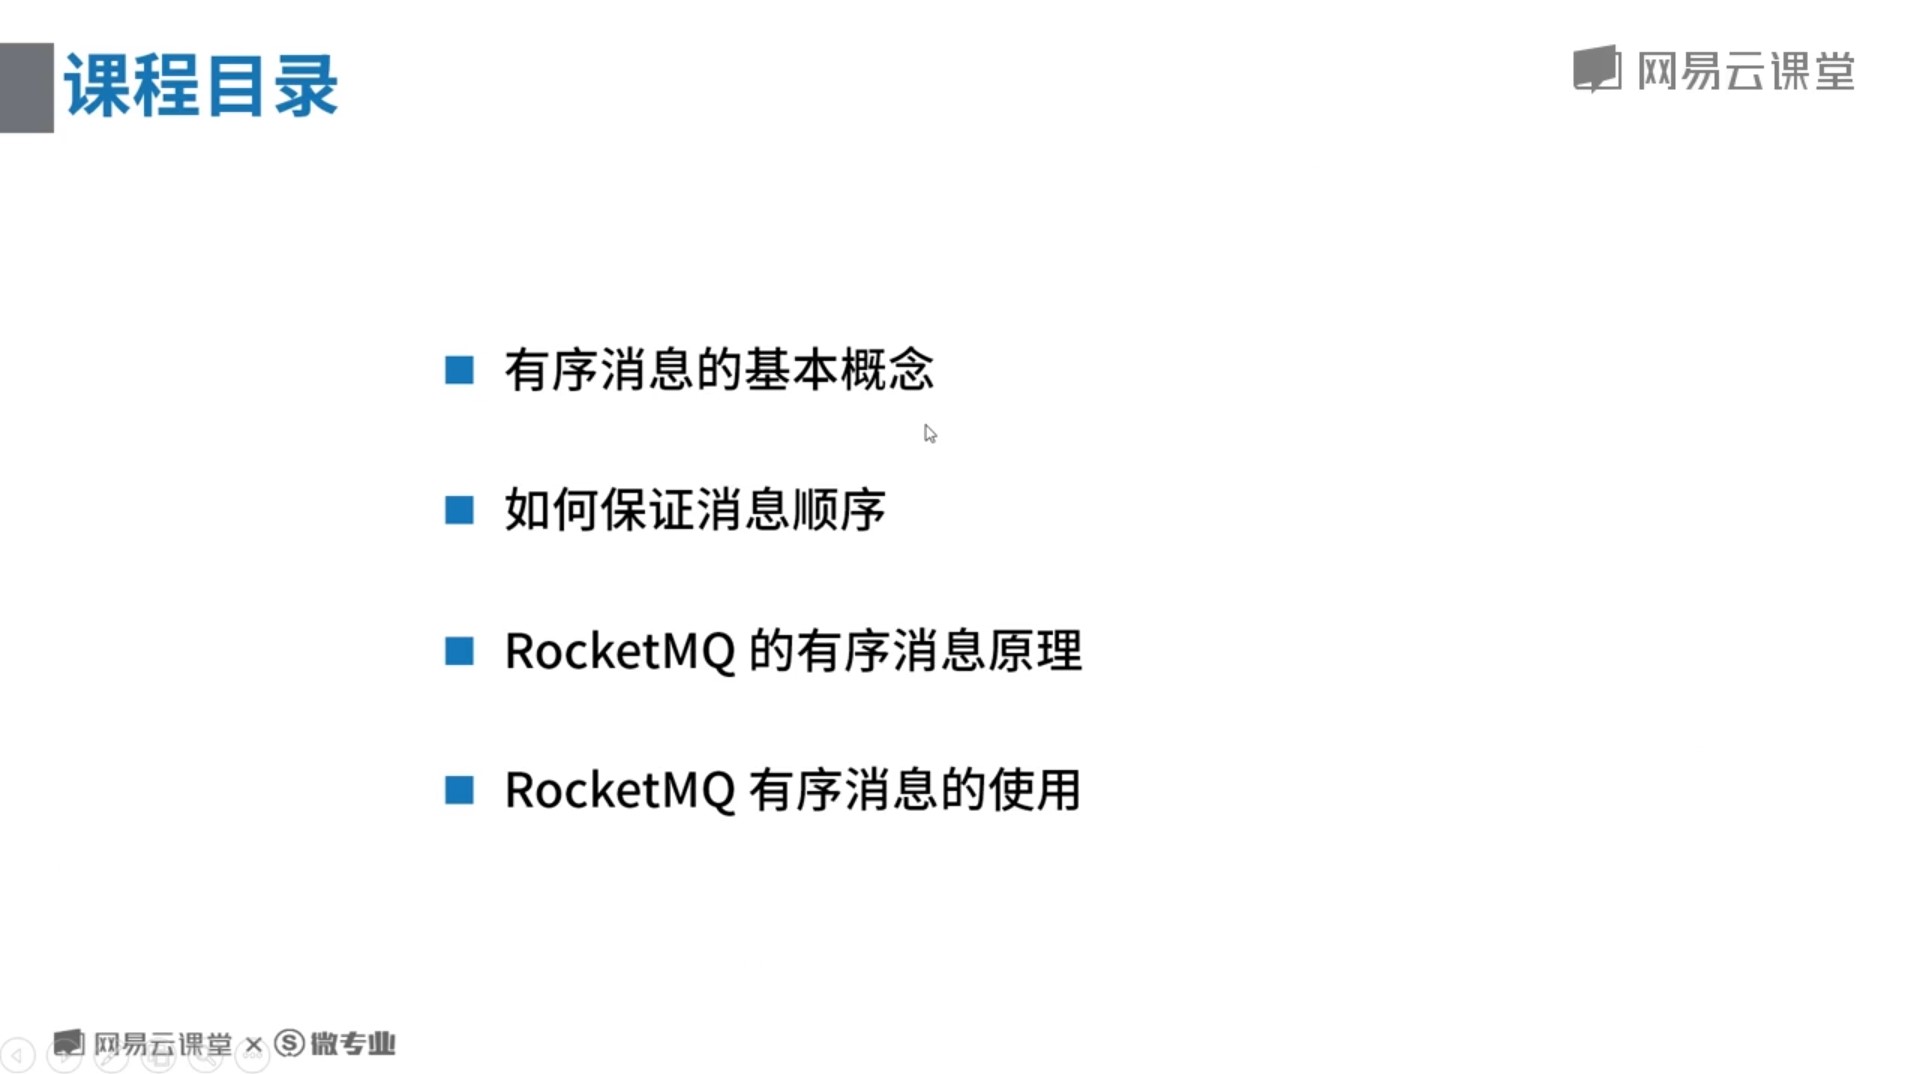 课程目录
网易云课堂
有序消息的基本概念
如何保证消息顺序
RocketMQ 的有序消息原理
RocketMQ 有序消息的使用
网易云课堂 × 微专业